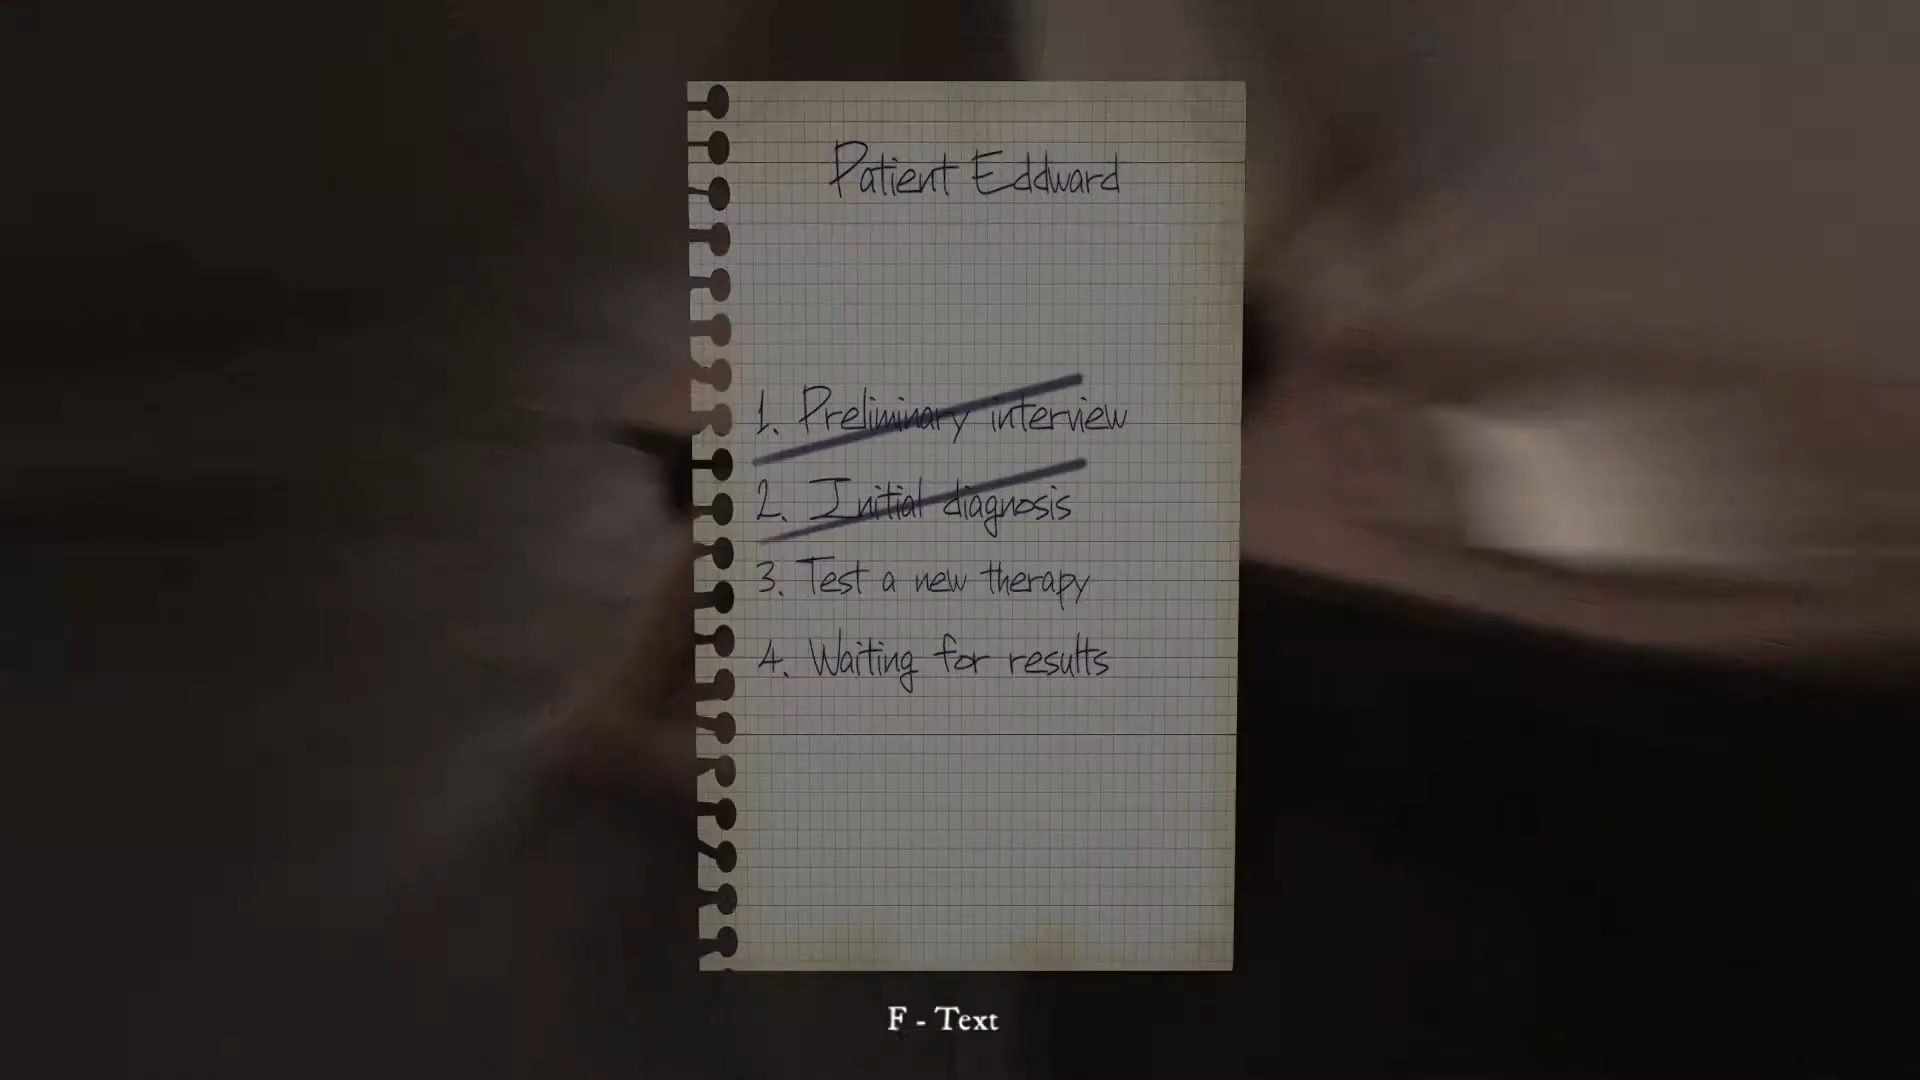 Patient Eddward
1. Preliminary interview
2. Initial diagnosis
3. Test a new therapy
4. Waiting for results
F - Text